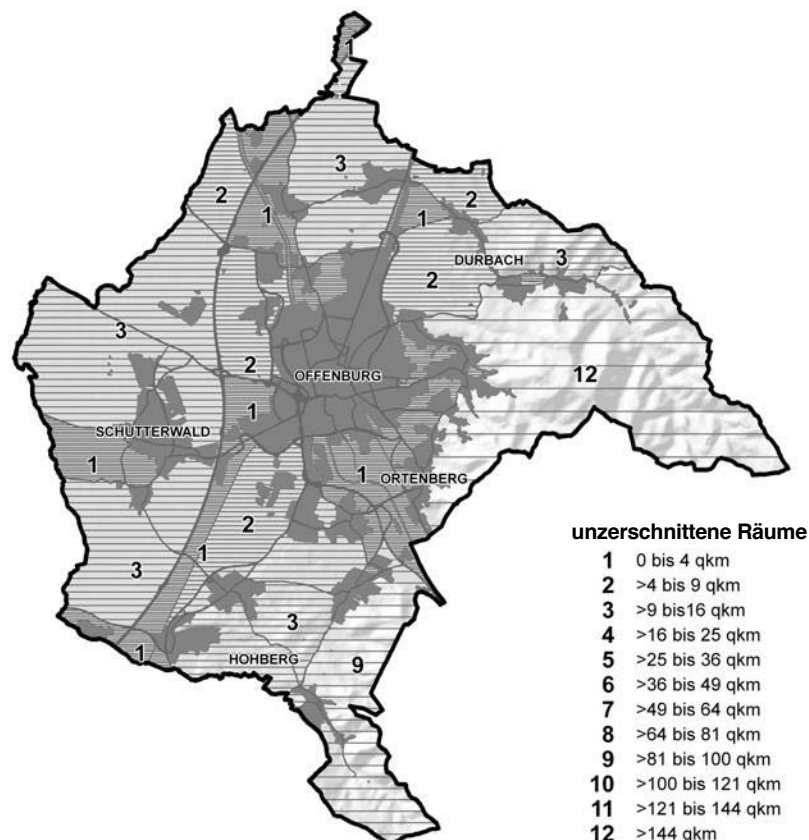 1
3
2
1
2
1
3
DURBACH
2
3
2
12
OFFENBURG
1
SCHUTTERWALD
1
1
ORTENBERG
2
1
3
3
HOHBERG
9
1
unzerschnittene Räume
1 0 bis 4 qkm
2 >4 bis 9 qkm
3 >9 bis16 qkm
4 >16 bis 25 qkm
5 >25 bis 36 qkm
6 >36 bis 49 qkm
7 >49 bis 64 qkm
8 >64 bis 81 qkm
9 >81 bis 100 qkm
10 >100 bis 121 qkm
11 >121 bis 144 qkm
12 >144 qkm